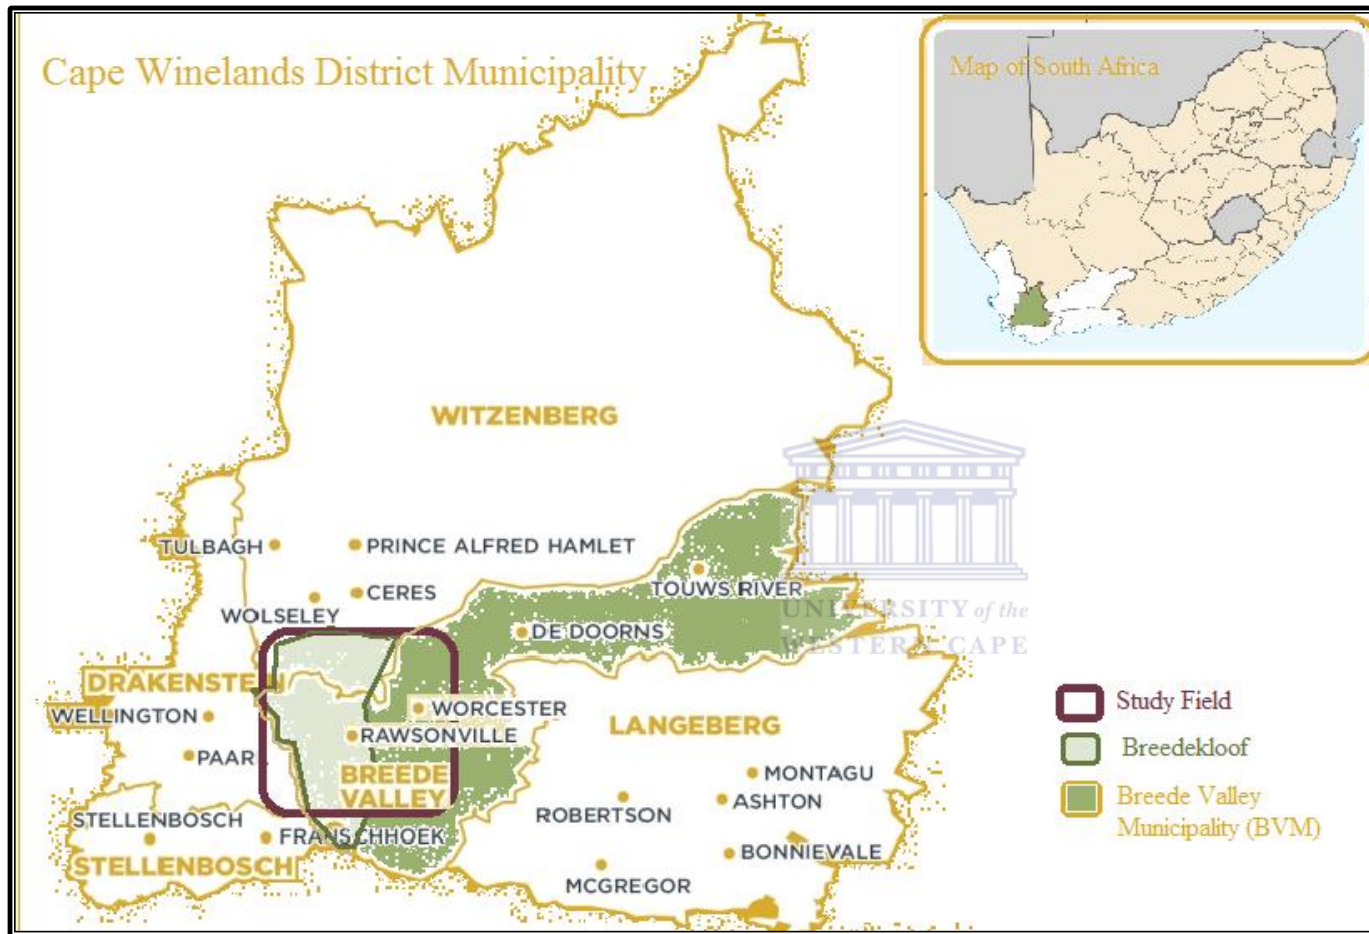 Cape Winelands District Municipality
Map of South Africa
WITZENBERG
TULBAGH
PRINCE ALFRED HAMLET
CERES
WOLSELEY
TOUWS RIVER
UNIVERSITY of the
WESTERN CAPE
DE DOORNS
DRAKENSTEIN
WELLINGTON
PAAR
WORCESTER
RAWSONVILLE
BREEDE
VALLEY
LANGEBERG
MONTAGU
ASHTON
ROBERTSON
BONNIEVALE
MCGREGOR
STELLENBOSCH
FRANSCHHOEK
STELLENBOSCH
Study Field
Breedekloof
Breede Valley
Municipality (BVM)